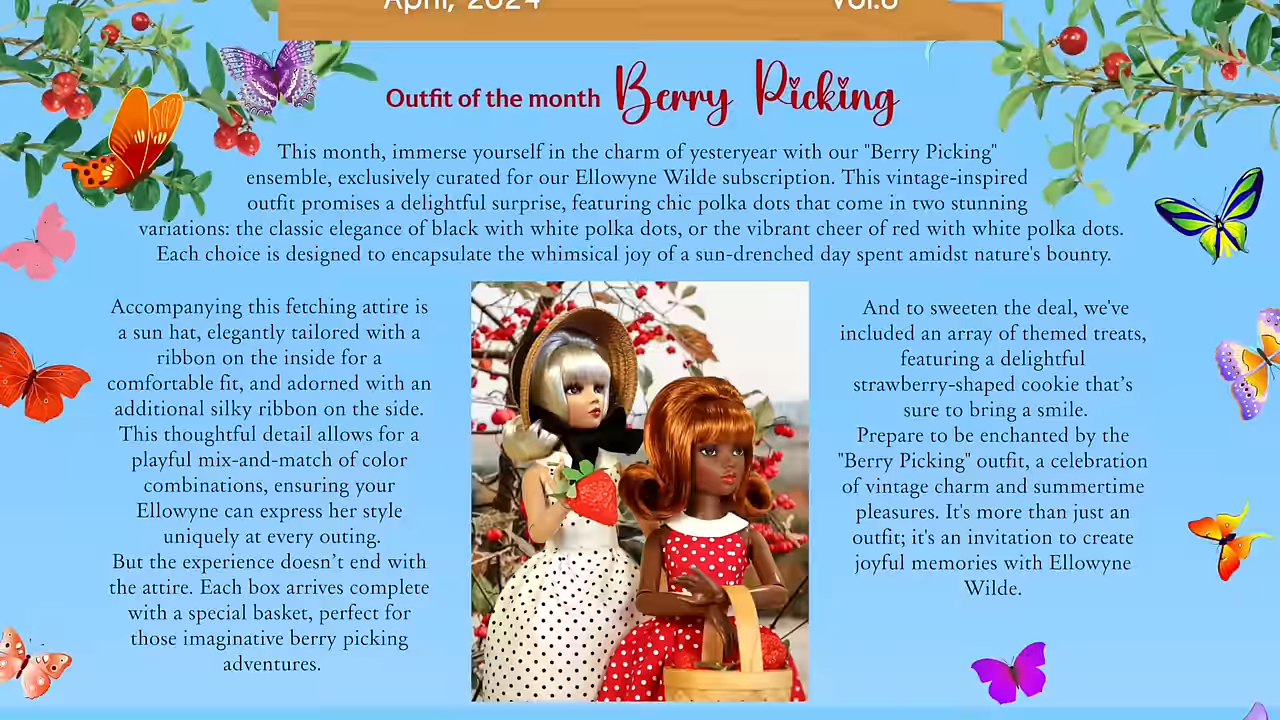 April, 2024 Vol.6
Outfit of the month Berry Picking
This month, immerse yourself in the charm of yesteryear with our "Berry Picking"
ensemble, exclusively curated for our Ellowyne Wilde subscription. This vintage-inspired
outfit promises a delightful surprise, featuring chic polka dots that come in two stunning
variations: the classic elegance of black with white polka dots, or the vibrant cheer of red with white polka dots.
Each choice is designed to encapsulate the whimsical joy of a sun-drenched day spent amidst nature's bounty.
Accompanying this fetching attire is
a sun hat, elegantly tailored with a
ribbon on the inside for a
comfortable fit, and adorned with an
additional silky ribbon on the side.
This thoughtful detail allows for a
playful mix-and-match of color
combinations, ensuring your
Ellowyne can express her style
uniquely at every outing.
But the experience doesn’t end with
the attire. Each box arrives complete
with a special basket, perfect for
those imaginative berry picking
adventures.
And to sweeten the deal, we've
included an array of themed treats,
featuring a delightful
strawberry-shaped cookie that’s
sure to bring a smile.
Prepare to be enchanted by the
"Berry Picking" outfit, a celebration
of vintage charm and summertime
pleasures. It's more than just an
outfit; it's an invitation to create
joyful memories with Ellowyne
Wilde.